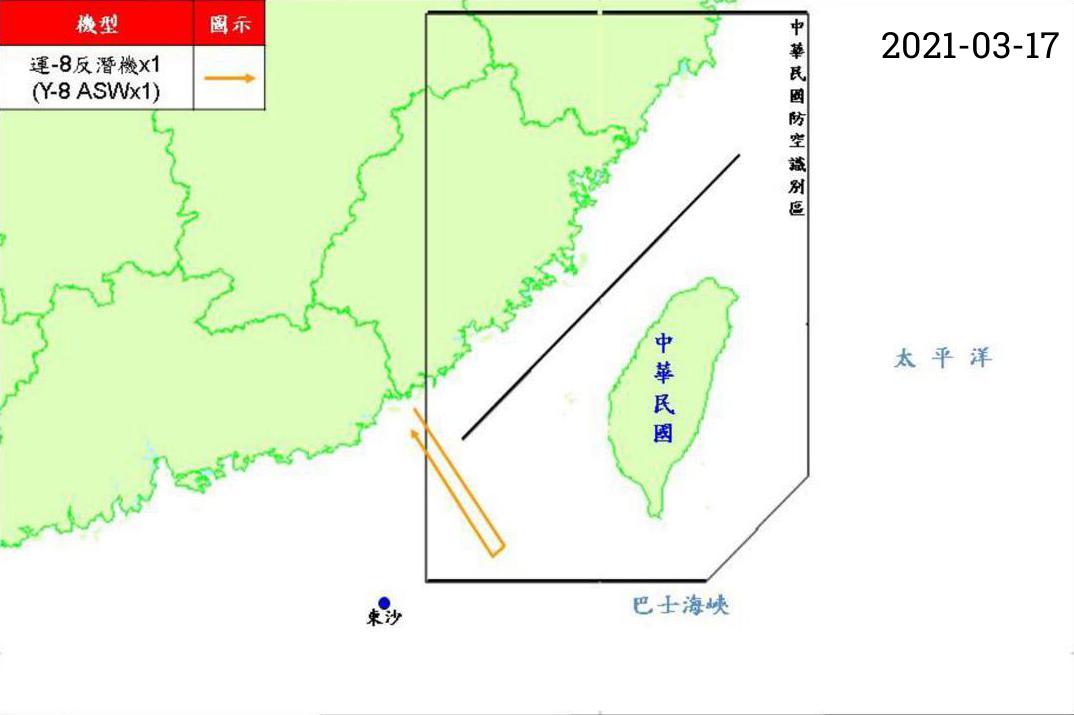 機型
圖示
運-8反潛機x1
(Y-8 ASWx1)
2021-03-17
中華民國防空識別區
中華民國
太平洋
巴士海峽
東沙